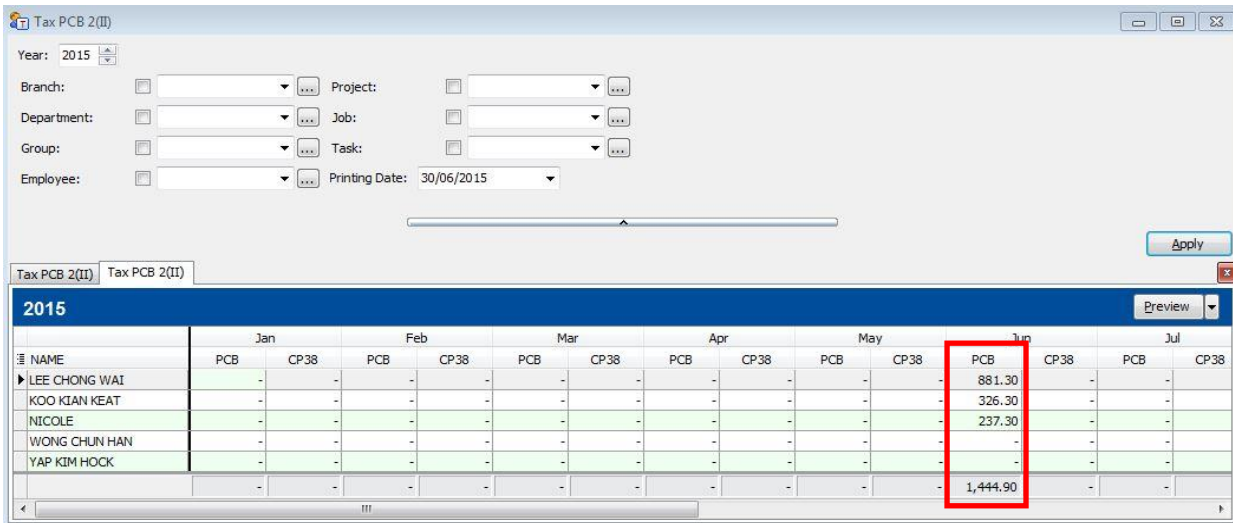 Tax PCB 2(II)
Year: 2015
Branch: ... Project: ...
Department: ... Job: ...
Group: ... Task: ...
Employee: ... Printing Date: 30/06/2015
Apply
Tax PCB 2(II) Tax PCB 2(II)
2015 Preview
Jan Feb Mar Apr May Jun Jul
NAME PCB CP38 PCB CP38 PCB CP38 PCB CP38 PCB CP38 PCB CP38 PCB CP38
LEE CHONG WAI - - - - - - - - - - 881.30 - -
KOO KIAN KEAT - - - - - - - - - - 326.30 - -
NICOLE - - - - - - - - - - 237.30 - -
WONG CHUN HAN - - - - - - - - - - - - -
YAP KIM HOCK - - - - - - - - - - - - -
- - - - - - - - - - 1,444.90 - -